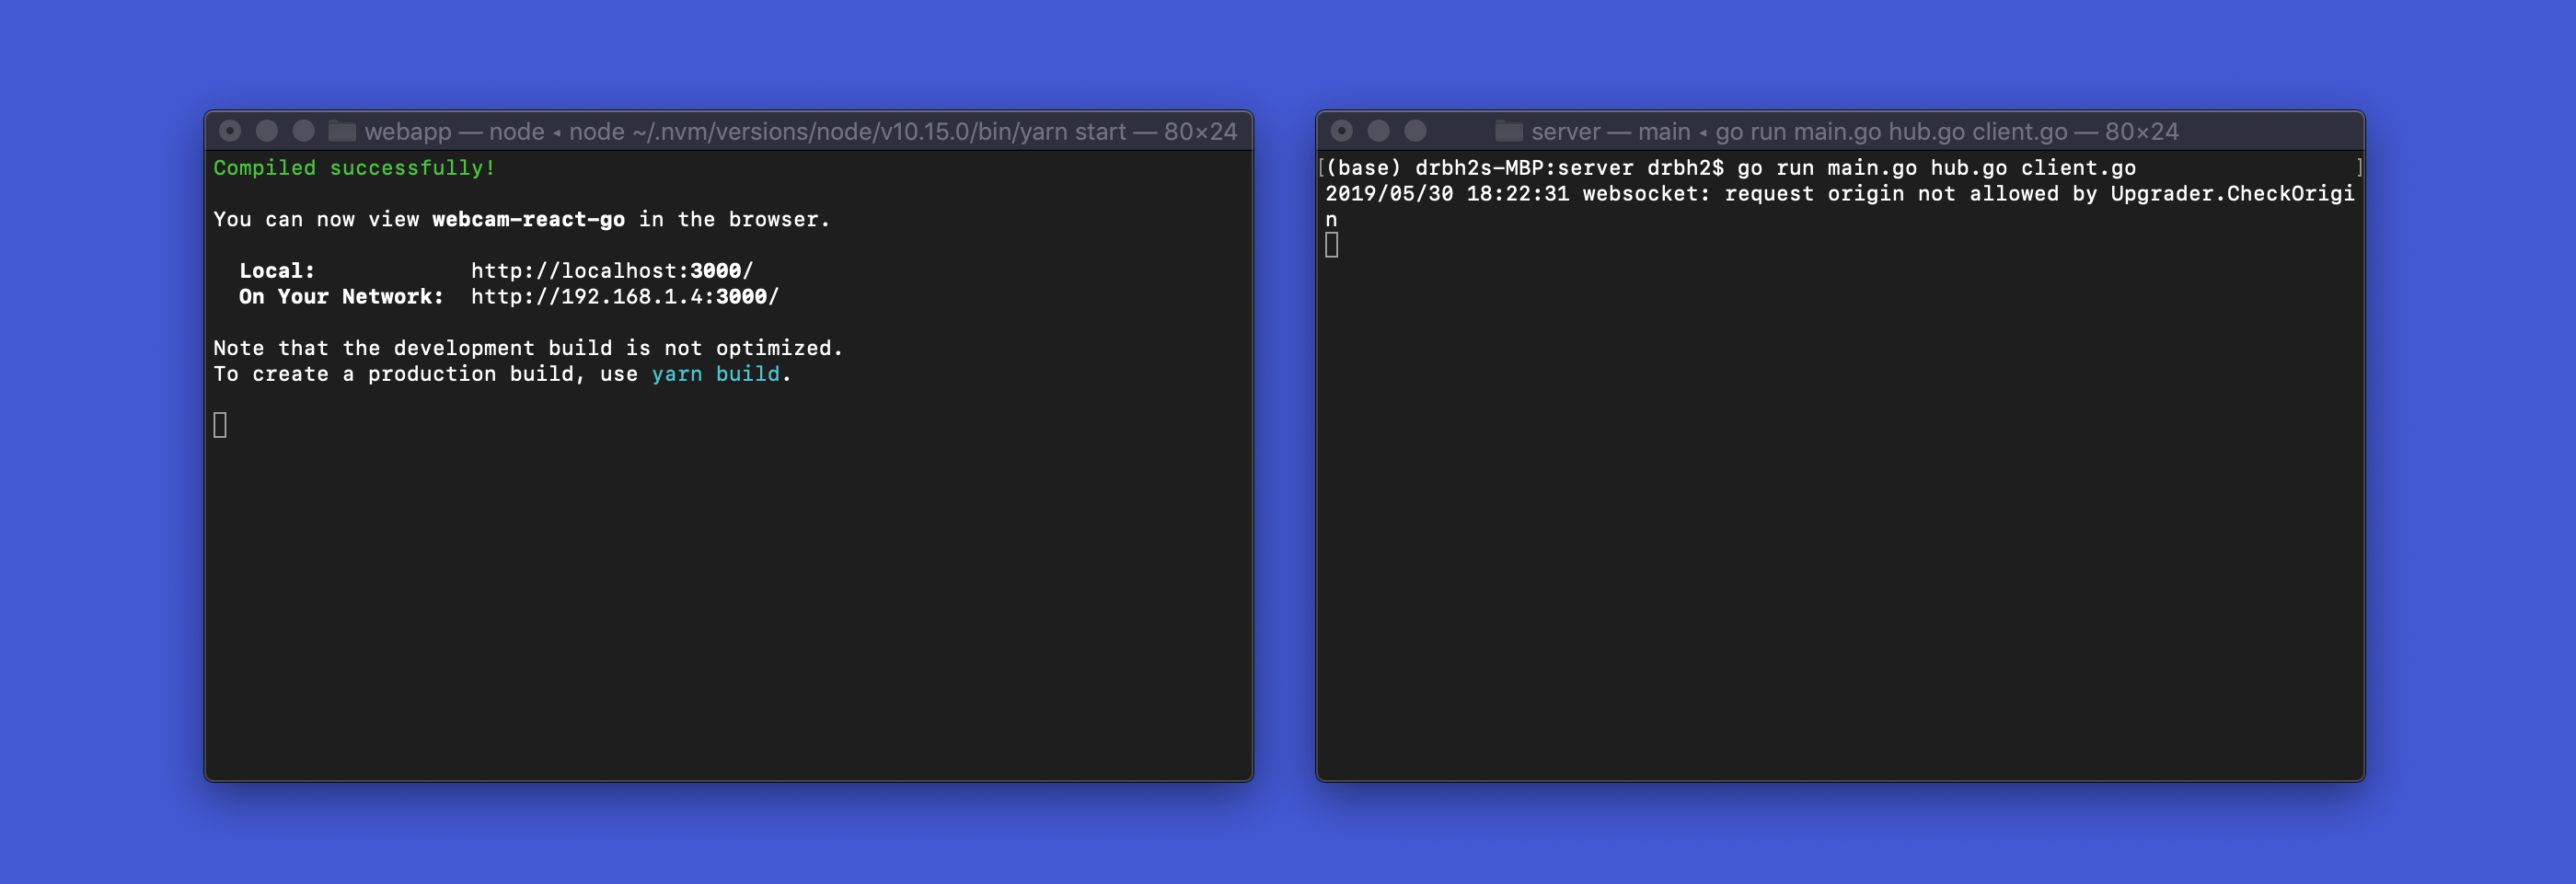 webapp — node ◂ node ~/.nvm/versions/node/v10.15.0/bin/yarn start — 80×24
Compiled successfully!
You can now view webcam-react-go in the browser.
Local: http://localhost:3000/
On Your Network: http://192.168.1.4:3000/
Note that the development build is not optimized.
To create a production build, use yarn build.
server — main ◂ go run main.go hub.go client.go — 80×24
[(base) drbh2s-MBP:server drbh2$ go run main.go hub.go client.go ]
2019/05/30 18:22:31 websocket: request origin not allowed by Upgrader.CheckOrigi
n